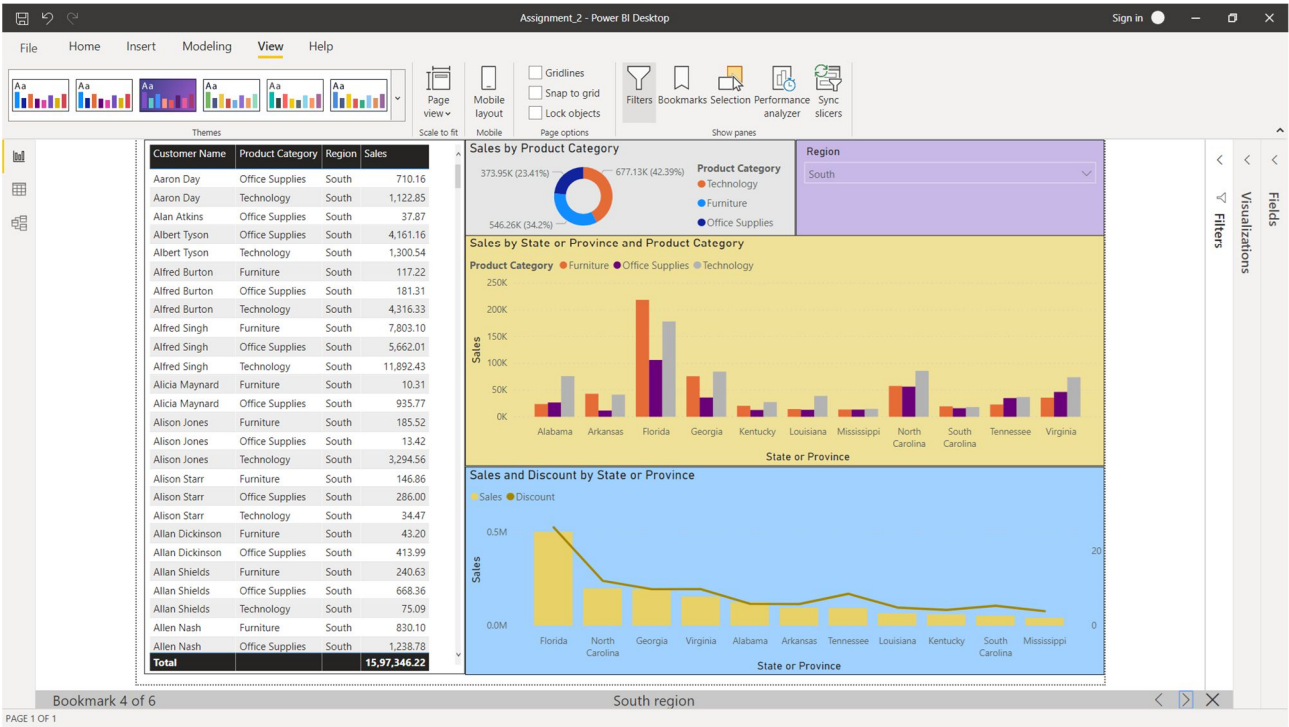 Assignment_2 - Power BI Desktop
Sign in
File Home Insert Modeling View Help
Aa Aa Aa Aa Aa Aa
Page view
Mobile layout
Gridlines
Snap to grid
Lock objects
Filters Bookmarks Selection Performance analyzer Sync slicers
Themes Scale to fit Mobile Page options Show panes
Customer Name Product Category Region Sales
Aaron Day Office Supplies South 710.16
Aaron Day Technology South 1,122.85
Alan Atkins Office Supplies South 37.87
Albert Tyson Office Supplies South 4,161.16
Albert Tyson Technology South 1,300.54
Alfred Burton Furniture South 117.22
Alfred Burton Office Supplies South 181.31
Alfred Burton Technology South 4,316.33
Alfred Singh Furniture South 7,803.10
Alfred Singh Office Supplies South 5,662.01
Alfred Singh Technology South 11,892.43
Alicia Maynard Furniture South 10.31
Alicia Maynard Office Supplies South 935.77
Alison Jones Furniture South 185.52
Alison Jones Office Supplies South 13.42
Alison Jones Technology South 3,294.56
Alison Starr Furniture South 146.86
Alison Starr Office Supplies South 286.00
Alison Starr Technology South 34.47
Allan Dickinson Furniture South 43.20
Allan Dickinson Office Supplies South 413.99
Allan Shields Furniture South 240.63
Allan Shields Office Supplies South 668.36
Allan Shields Technology South 75.09
Allen Nash Furniture South 830.10
Allen Nash Office Supplies South 1,238.78
Total 15,97,346.22
Sales by Product Category
373.95K (23.41%)
677.13K (42.39%)
546.26K (34.2%)
Product Category
Technology
Furniture
Office Supplies
Region
South
Sales by State or Province and Product Category
Product Category Furniture Office Supplies Technology
250K
200K
150K
100K
50K
0K
Sales
Alabama Arkansas Florida Georgia Kentucky Louisiana Mississippi North Carolina South Carolina Tennessee Virginia
State or Province
Sales and Discount by State or Province
Sales Discount
0.5M
0.0M
Sales
20
0
Florida North Carolina Georgia Virginia Alabama Arkansas Tennessee Louisiana Kentucky South Carolina Mississippi
State or Province
Filters
Visualizations
Fields
Bookmark 4 of 6
South region
PAGE 1 OF 1